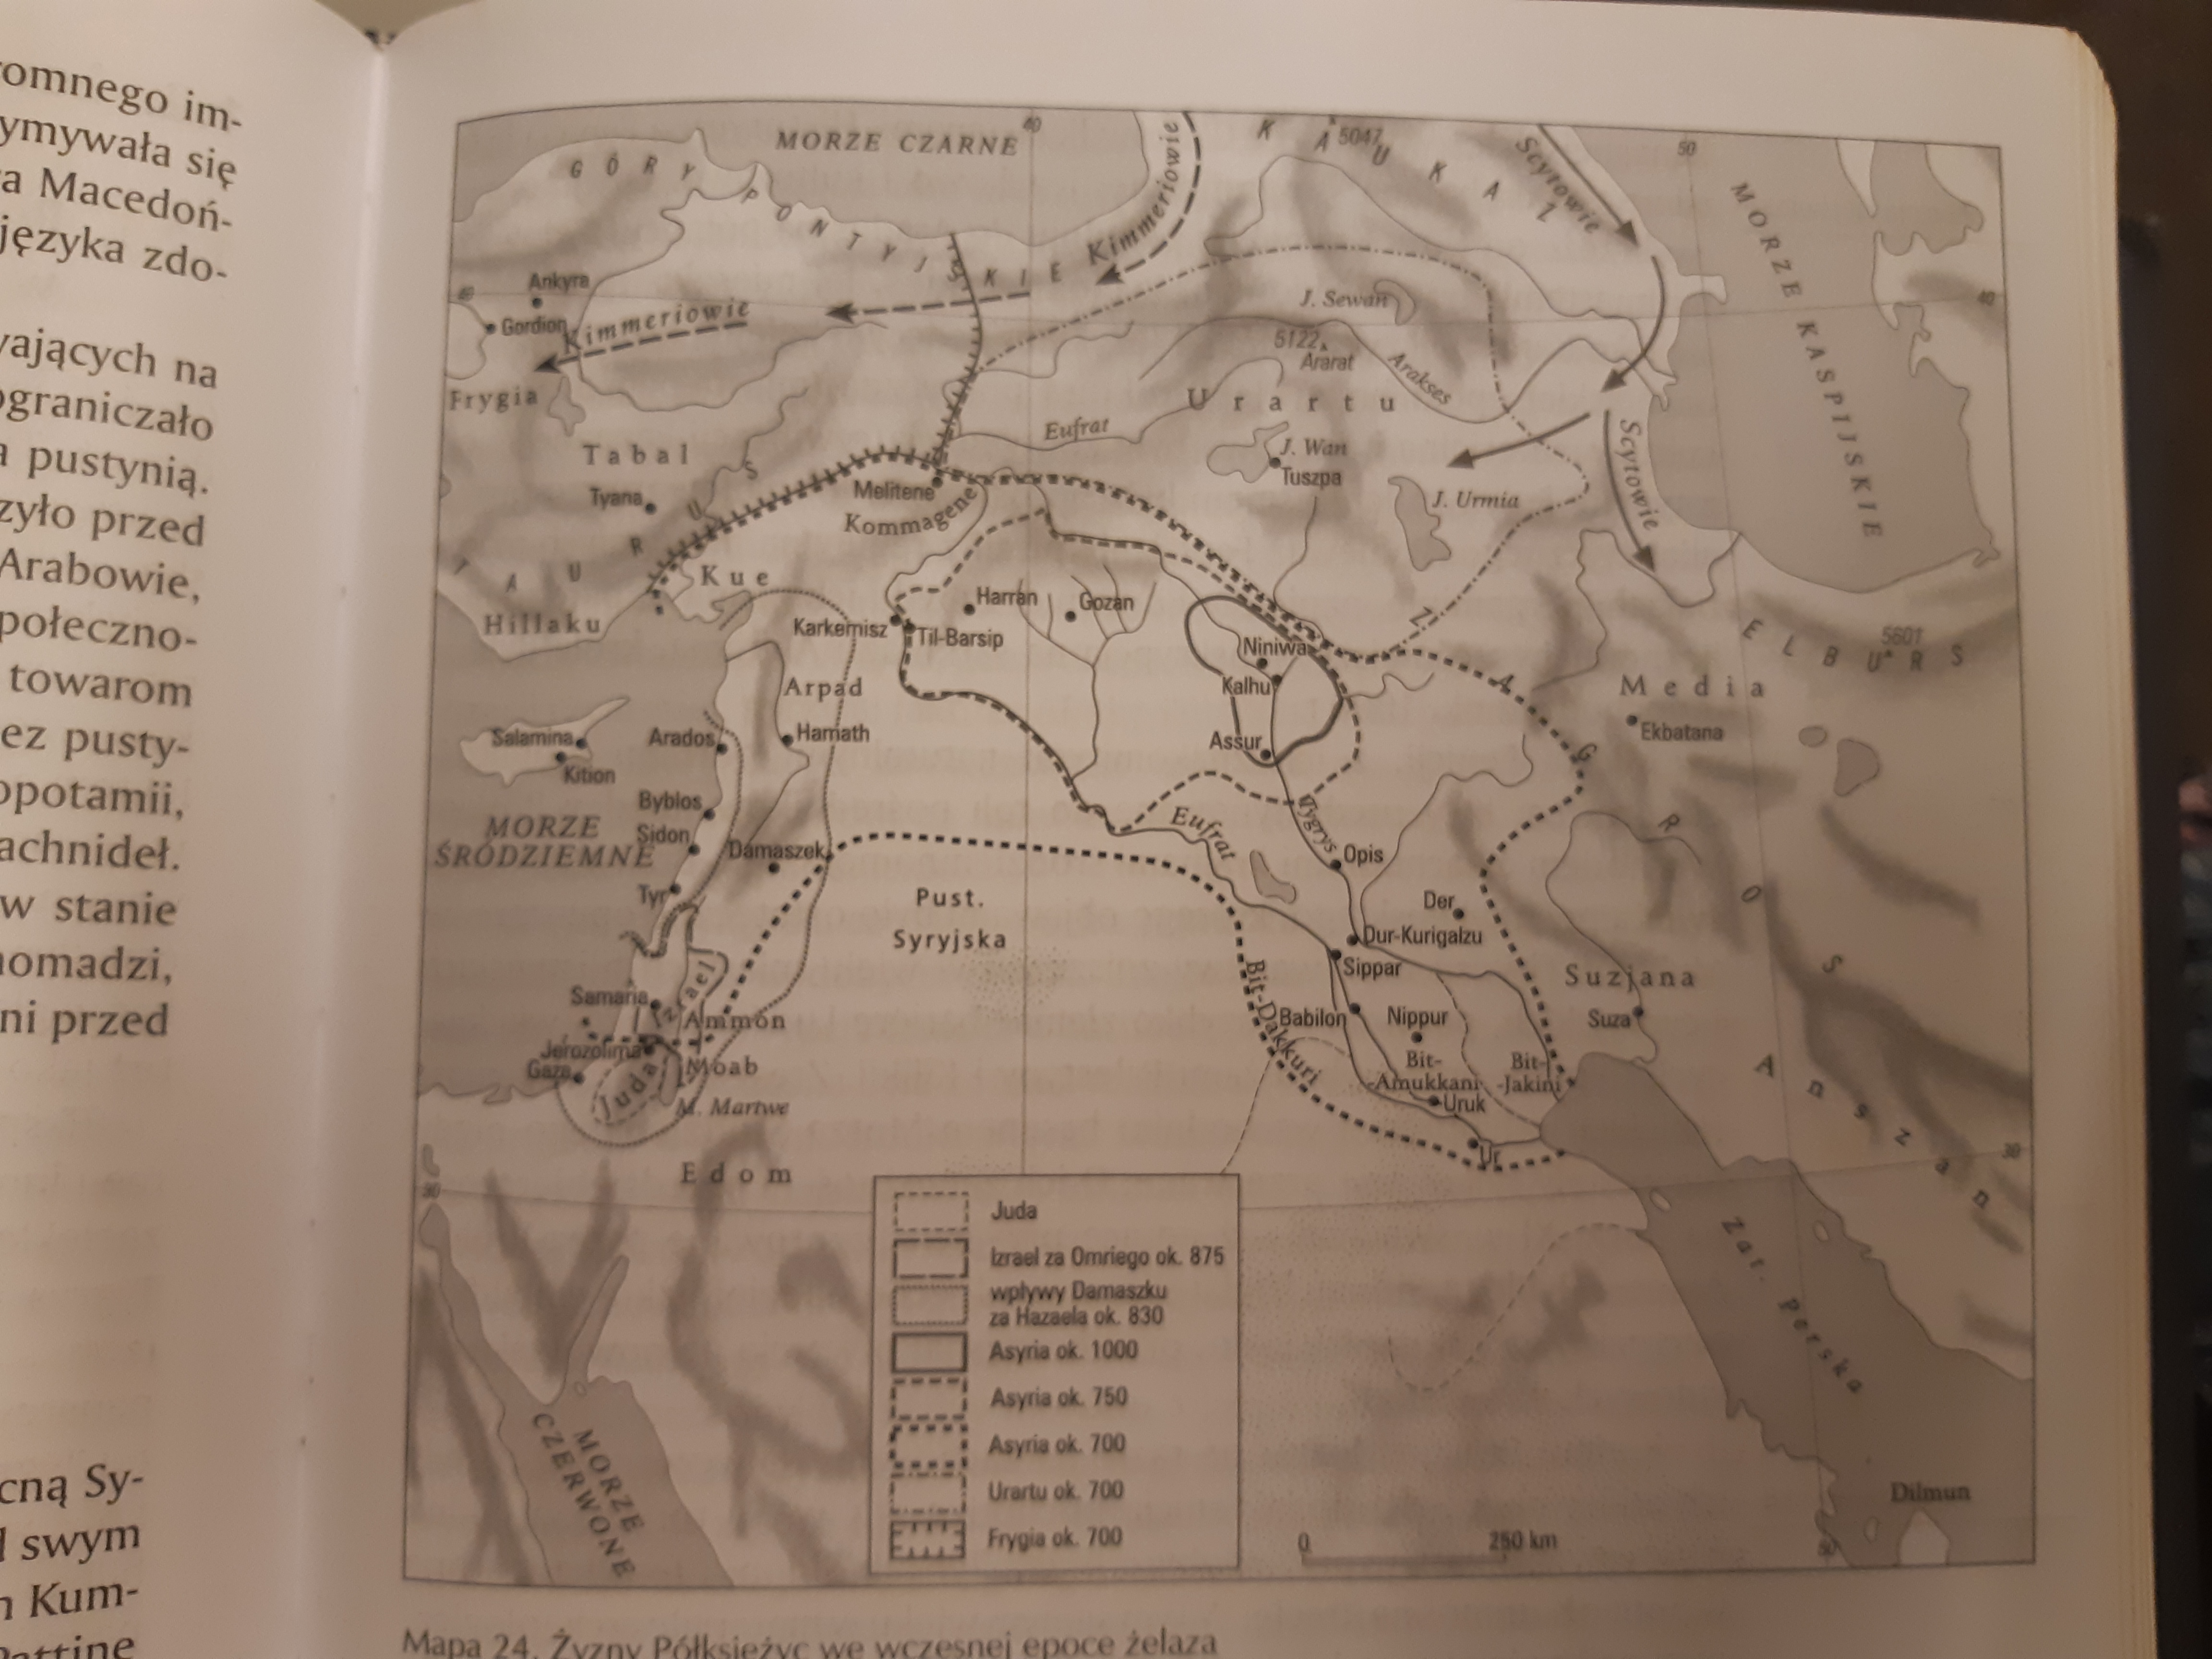 omnego im-
ymywała się
a Macedoń-
języka zdo-
ających na
ograniczało
pustynią.
zyło przed
Arabowie,
połeczno-
towarom
ez pusty-
opotamii,
achnideł.
w stanie
nomadzi,
ni przed
cną Sy-
swym
Kum-
Pattine
MORZE CZARNE
GÓRY PONTYJSKIE
40
KAUKAZ
5047
50
Kimmeriowie
Scytowie
MORZE KASPIJSKIE
Ankyra
40
Gordion
Kimmeriowie
J. Sewan
40
5122
Ararat
Arakses
Frygia
Urartu
Eufrat
Scytowie
Tabal
J. Wan
Tuszpa
Tyana
Melitene
Kommagene
J. Urmia
TAURUS
Kue
Hillaku
Harran
Gozan
Karkemisz
Til-Barsip
Niniwa
Kalhu
ZAGROS
ELBURS
5601
Media
Ekbatana
Arpad
Salamina
Arados
Hamath
Assur
Kition
Byblos
MORZE
ŚRÓDZIEMNE
Sidon
Damaszek
Eufrat
Tygrys
Opis
Tyr
Pust.
Syryjska
Der
Dur-Kurigalzu
Sippar
Suzjana
Izrael
Samaria
Ammon
Bit-Dakkuri
Babilon
Nippur
Suza
Jerozolima
Gaza
Moab
Juda
M. Martwe
Bit-
-Amukkani
Bit-
-Jakini
Uruk
Anszan
Ur
Edom
30
30
Zat. Perska
MORZE
CZERWONE
Dilmun
50
Juda
Izrael za Omriego ok. 875
wpływy Damaszku
za Hazaela ok. 830
Asyria ok. 1000
Asyria ok. 750
Asyria ok. 700
Urartu ok. 700
Frygia ok. 700
0 250 km
Mapa 24. Żyzny Półksiężyc we wczesnej epoce żelaza